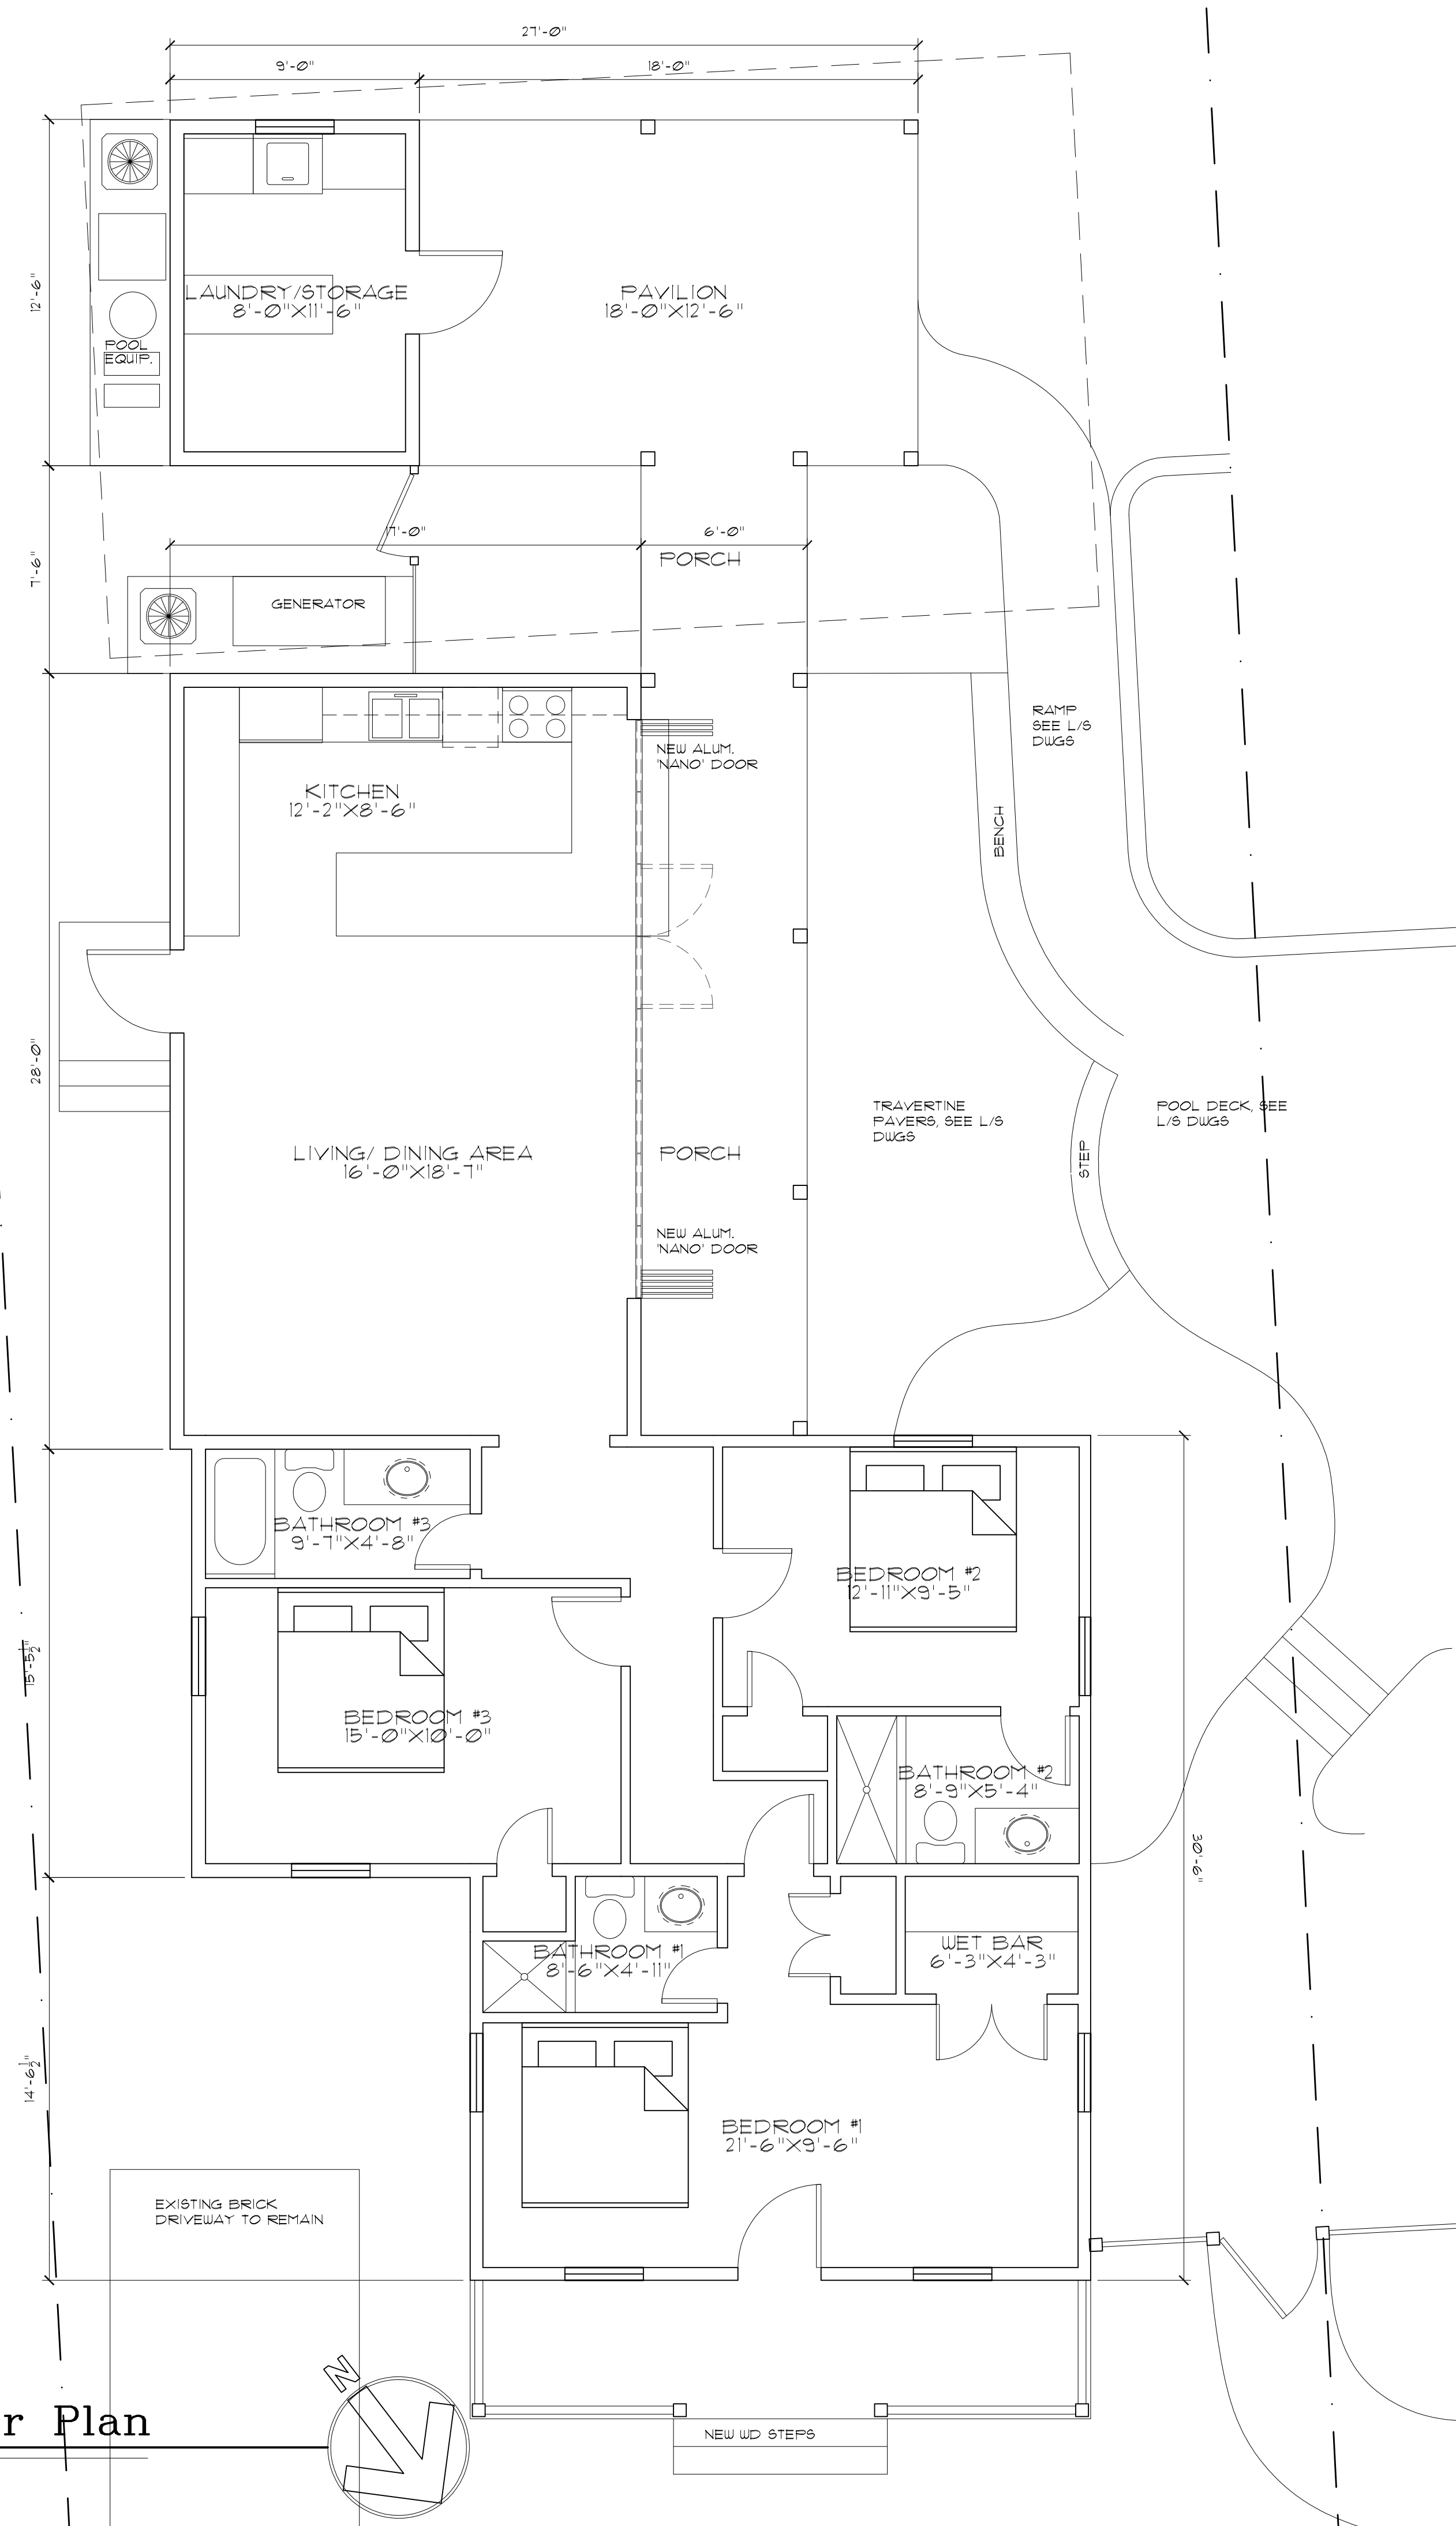 27'-0"
9'-0"
18'-0"
12'-6"
LAUNDRY/STORAGE
8'-0"X11'-6"
PAVILION
18'-0"X12'-6"
POOL
EQUIP.
7'-6"
17'-0"
6'-0"
PORCH
GENERATOR
RAMP
SEE L/S
DWGS
NEW ALUM.
'NANO' DOOR
KITCHEN
12'-2"X8'-6"
BENCH
28'-0"
TRAVERTINE
PAVERS, SEE L/S
DWGS
POOL DECK, SEE
L/S DWGS
STEP
LIVING/ DINING AREA
16'-0"X18'-7"
PORCH
NEW ALUM.
'NANO' DOOR
BATHROOM #3
9'-7"X4'-8"
BEDROOM #2
12'-11"X9'-5"
15'-5 1/2"
BEDROOM #3
15'-0"X10'-0"
BATHROOM #2
8'-9"X5'-4"
30'-6"
BATHROOM #1
8'-6"X4'-11"
WET BAR
6'-3"X4'-3"
14'-6 1/2"
BEDROOM #1
21'-6"X9'-6"
EXISTING BRICK
DRIVEWAY TO REMAIN
N
r Plan
NEW WD STEPS